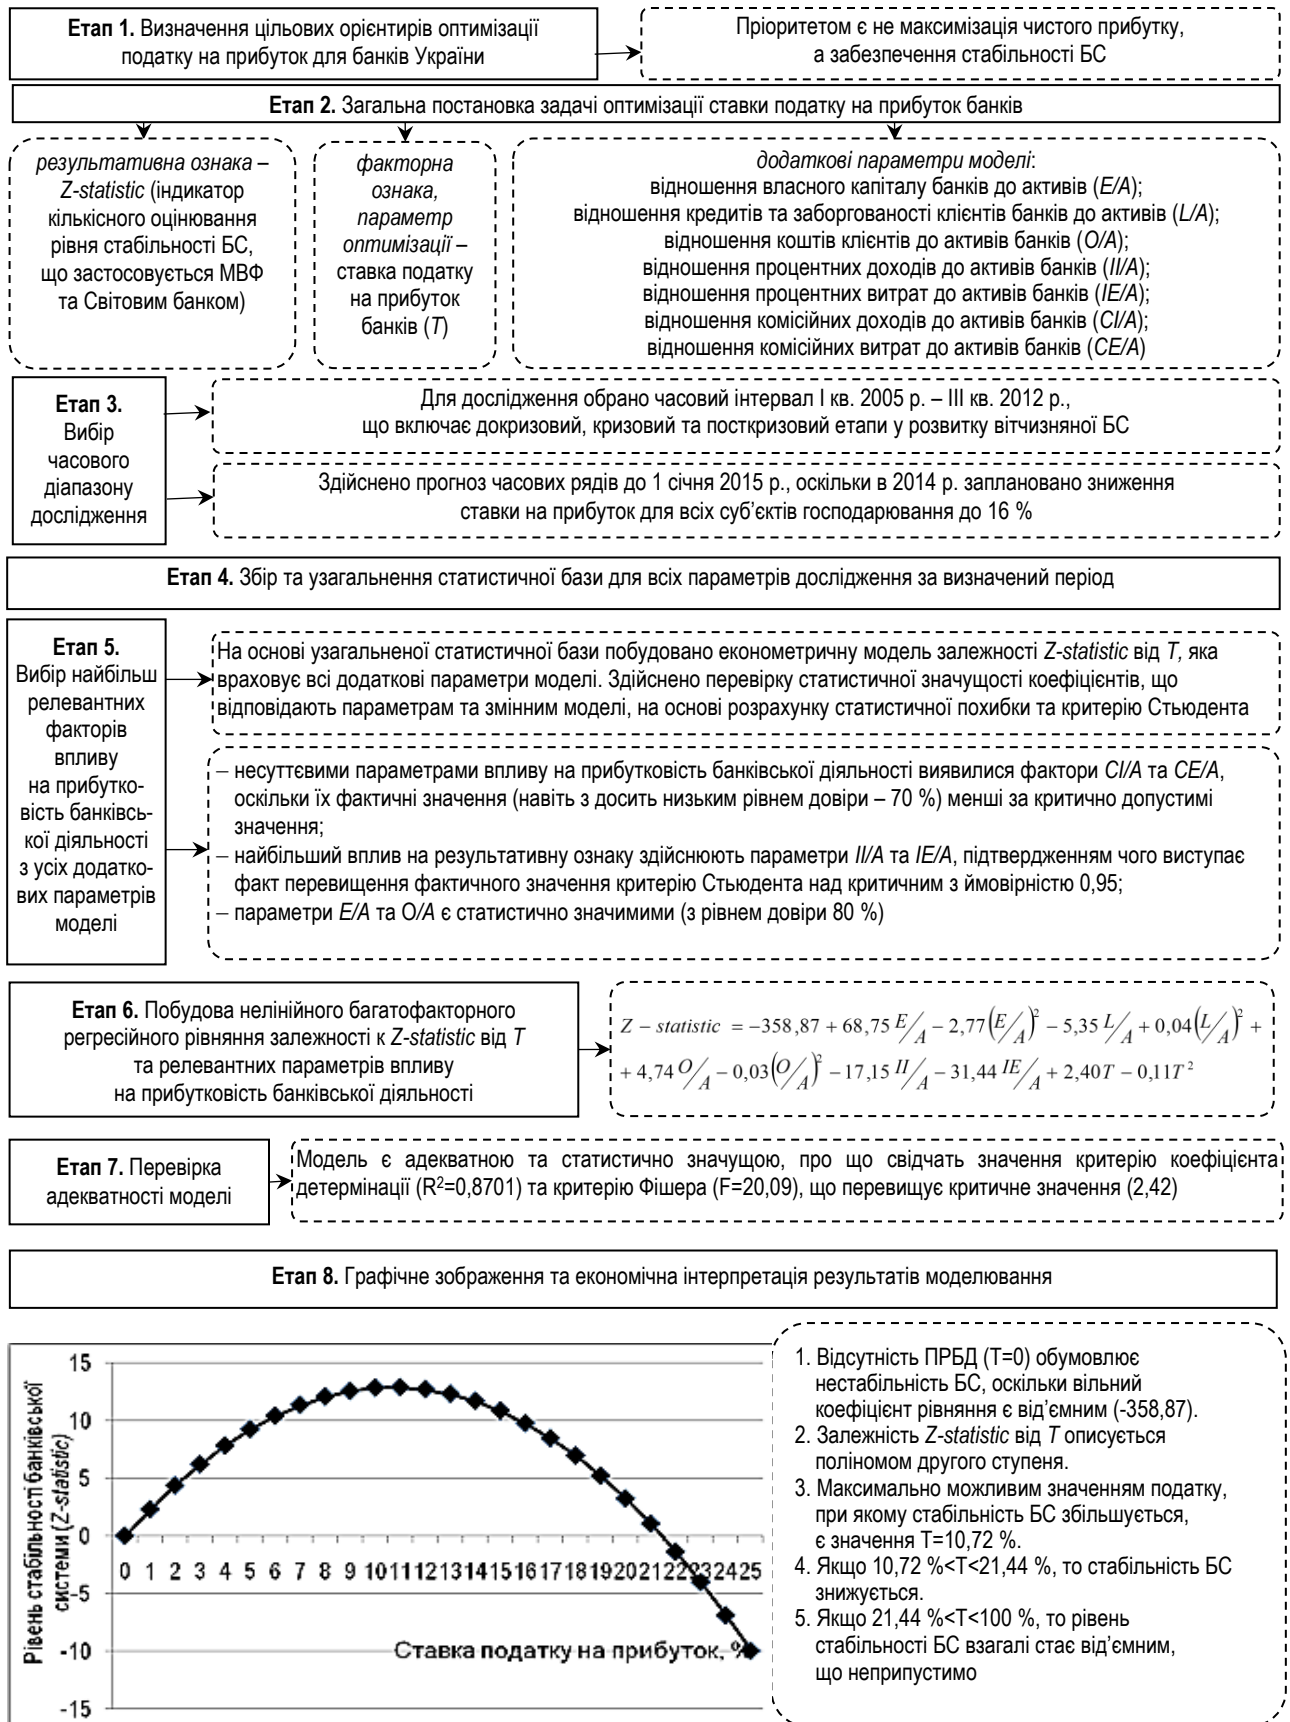 Етап 1. Визначення цільових орієнтирів оптимізації
податку на прибуток для банків України
Пріоритетом є не максимізація чистого прибутку,
а забезпечення стабільності БС
Етап 2. Загальна постановка задачі оптимізації ставки податку на прибуток банків
результативна ознака –
Z-statistic (індикатор
кількісного оцінювання
рівня стабільності БС,
що застосовується МВФ
та Світовим банком)
факторна
ознака,
параметр
оптимізації –
ставка податку
на прибуток
банків (T)
додаткові параметри моделі:
відношення власного капіталу банків до активів (E/A);
відношення кредитів та заборгованості клієнтів банків до активів (L/A);
відношення коштів клієнтів до активів банків (O/A);
відношення процентних доходів до активів банків (II/A);
відношення процентних витрат до активів банків (IE/A);
відношення комісійних доходів до активів банків (CI/A);
відношення комісійних витрат до активів банків (CE/A)
Етап 3.
Вибір
часового
діапазону
дослідження
Для дослідження обрано часовий інтервал І кв. 2005 р. – ІІІ кв. 2012 р.,
що включає докризовий, кризовий та посткризовий етапи у розвитку вітчизняної БС
Здійснено прогноз часових рядів до 1 січня 2015 р., оскільки в 2014 р. заплановано зниження
ставки на прибуток для всіх суб’єктів господарювання до 16 %
Етап 4. Збір та узагальнення статистичної бази для всіх параметрів дослідження за визначений період
Етап 5.
Вибір найбільш
релевантних
факторів
впливу
на прибутко-
вість банківсь-
кої діяльності
з усіх додатко-
вих параметрів
моделі
На основі узагальненої статистичної бази побудовано економетричну модель залежності Z-statistic від T, яка
враховує всі додаткові параметри моделі. Здійснено перевірку статистичної значущості коефіцієнтів, що
відповідають параметрам та змінним моделі, на основі розрахунку статистичної похибки та критерію Стьюдента
– несуттєвими параметрами впливу на прибутковість банківської діяльності виявилися фактори CI/A та CE/A,
оскільки їх фактичні значення (навіть з досить низьким рівнем довіри – 70 %) менші за критично допустимі
значення;
– найбільший вплив на результативну ознаку здійснюють параметри II/A та IE/A, підтвердженням чого виступає
факт перевищення фактичного значення критерію Стьюдента над критичним з ймовірністю 0,95;
– параметри E/A та O/A є статистично значимими (з рівнем довіри 80 %)
Етап 6. Побудова нелінійного багатофакторного
регресійного рівняння залежності к Z-statistic від T
та релевантних параметрів впливу
на прибутковість банківської діяльності
Z – statistic = –358,87 + 68,75 E/A – 2,77(E/A)² – 5,35 L/A + 0,04(L/A)² +
+ 4,74 O/A – 0,03(O/A)² – 17,15 II/A – 31,44 IE/A + 2,40T – 0,11T²
Етап 7. Перевірка
адекватності моделі
Модель є адекватною та статистично значущою, про що свідчать значення критерію коефіцієнта
детермінації (R²=0,8701) та критерію Фішера (F=20,09), що перевищує критичне значення (2,42)
Етап 8. Графічне зображення та економічна інтерпретація результатів моделювання
Рівень стабільності банківської
системи (Z-statistic)
15
10
5
0
-5
-10
-15
0 1 2 3 4 5 6 7 8 9 10 11 12 13 14 15 16 17 18 19 20 21 22 23 24 25
Ставка податку на прибуток, %
1. Відсутність ПРБД (Т=0) обумовлює
нестабільність БС, оскільки вільний
коефіцієнт рівняння є від’ємним (-358,87).
2. Залежність Z-statistic від T описується
поліномом другого ступеня.
3. Максимально можливим значенням податку,
при якому стабільність БС збільшується,
є значення Т=10,72 %.
4. Якщо 10,72 %<Т<21,44 %, то стабільність БС
знижується.
5. Якщо 21,44 %<Т<100 %, то рівень
стабільності БС взагалі стає від’ємним,
що неприпустимо